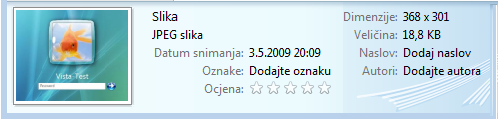 Slika
JPEG slika
Datum snimanja: 3.5.2009 20:09
Oznake: Dodajte oznaku
Ocjena:
Dimenzije: 368 x 301
Veličina: 18,8 KB
Naslov: Dodaj naslov
Autori: Dodajte autora
Vista Test